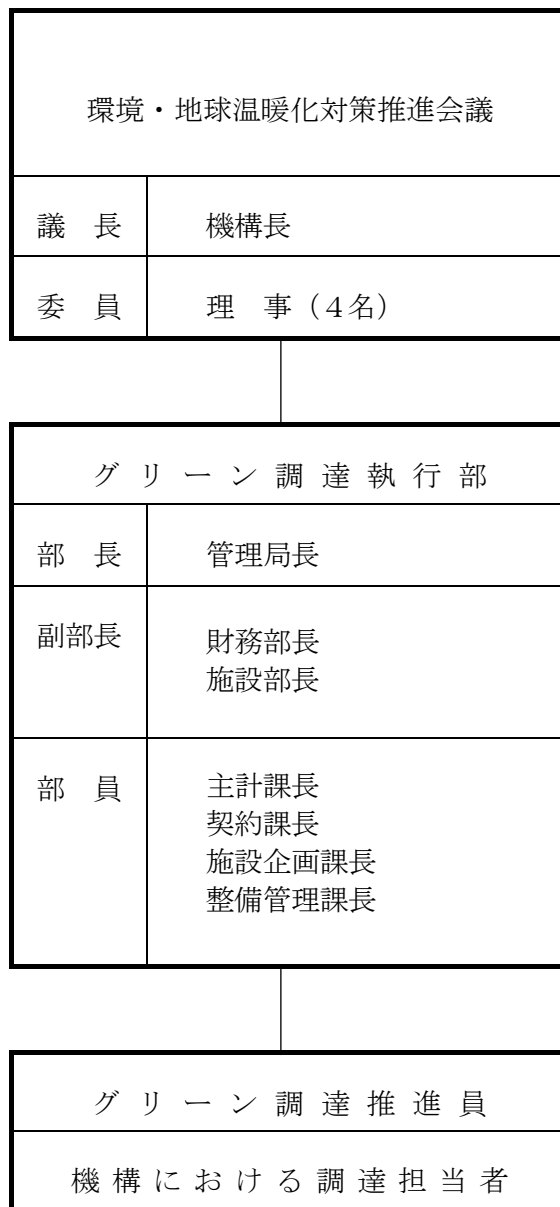 環境・地球温暖化対策推進会議
議　長　機構長
委　員　理　事（４名）
グリーン調達執行部
部　長　管理局長
副部長　財務部長
施設部長
部　員　主計課長
契約課長
施設企画課長
整備管理課長
グリーン調達推進員
機構における調達担当者